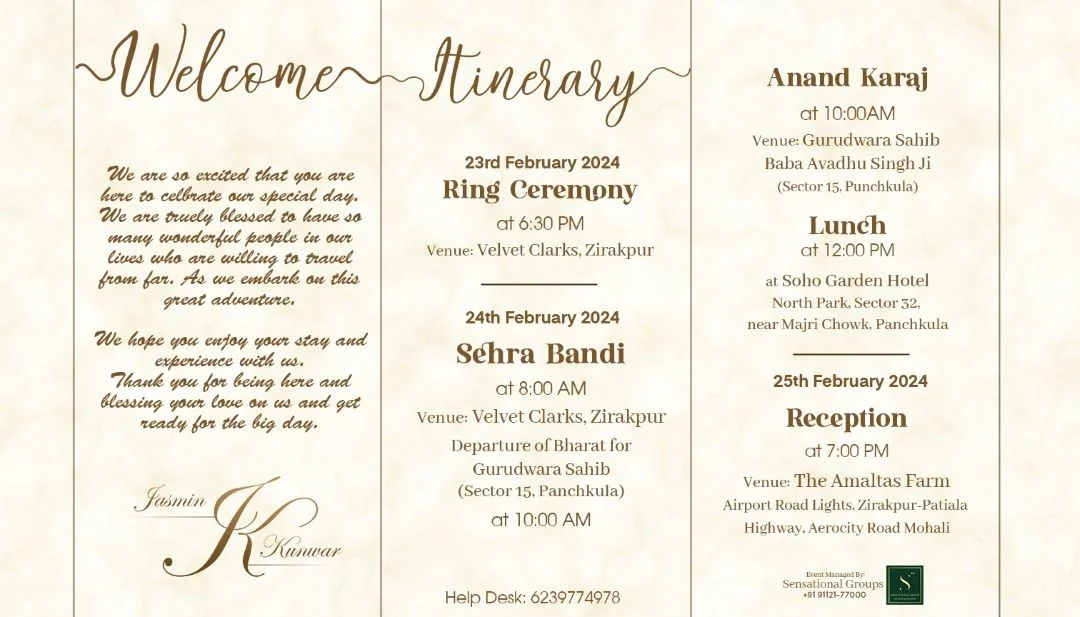 Welcome
We are so excited that you are
here to celbrate our special day.
We are truely blessed to have so
many wonderful people in our
lives who are willing to travel
from far. As we embark on this
great adventure.
We hope you enjoy your stay and
experience with us.
Thank you for being here and
blessing your love on us and get
ready for the big day.
Jasmin
K
Kunwar
Itinerary
23rd February 2024
Ring Ceremony
at 6:30 PM
Venue: Velvet Clarks, Zirakpur
24th February 2024
Sehra Bandi
at 8:00 AM
Venue: Velvet Clarks, Zirakpur
Departure of Bharat for
Gurudwara Sahib
(Sector 15, Panchkula)
at 10:00 AM
Help Desk: 6239774978
Anand Karaj
at 10:00AM
Venue: Gurudwara Sahib
Baba Avadhu Singh Ji
(Sector 15, Punchkula)
Lunch
at 12:00 PM
at Soho Garden Hotel
North Park, Sector 32,
near Majri Chowk, Panchkula
25th February 2024
Reception
at 7:00 PM
Venue: The Amaltas Farm
Airport Road Lights, Zirakpur-Patiala
Highway, Aerocity Road Mohali
Event Managed By:
Sensational Groups
+91 91121-77000
S